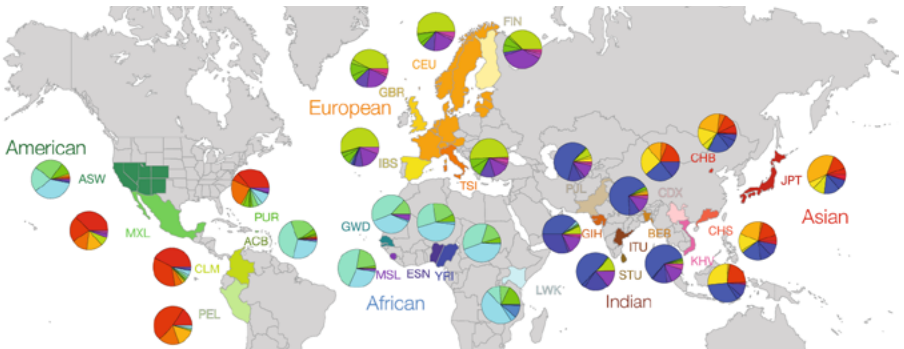 FIN
CEU
GBR
European
American
IBS
CHB
ASW
TSI
PJL
CDX
JPT
MXL
PUR
GWD
GIH
BEB
CHS
Asian
ACB
ITU
KHV
CLM
MSL
ESN
YRI
STU
LWK
African
Indian
PEL